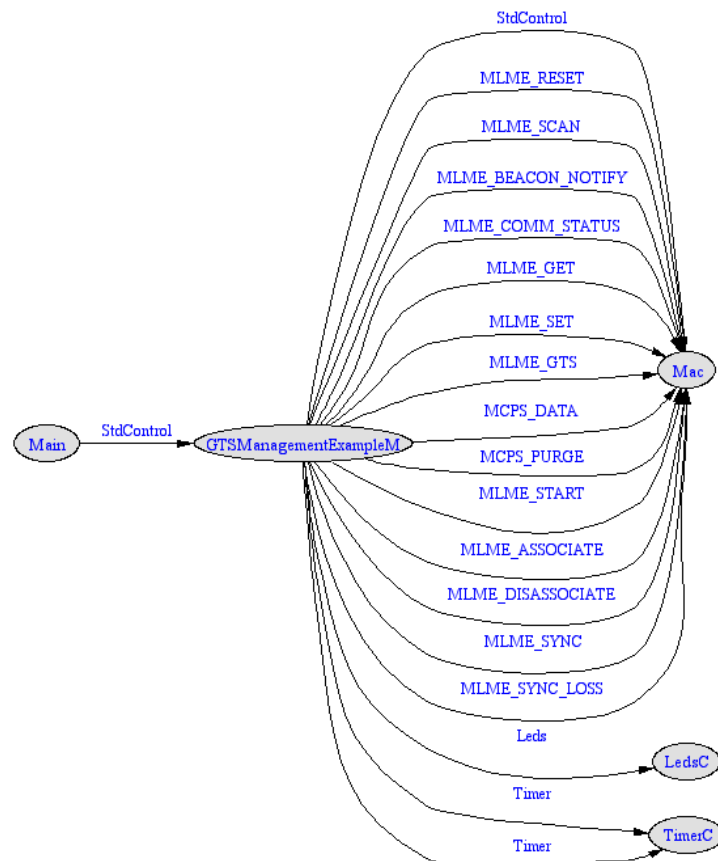 StdControl
MLME_RESET
MLME_SCAN
MLME_BEACON_NOTIFY
MLME_COMM_STATUS
MLME_GET
MLME_SET
MLME_GTS
Mac
MCPS_DATA
StdControl
Main
GTSManagementExampleM
MCPS_PURGE
MLME_START
MLME_ASSOCIATE
MLME_DISASSOCIATE
MLME_SYNC
MLME_SYNC_LOSS
Leds
LedsC
Timer
TimerC
Timer